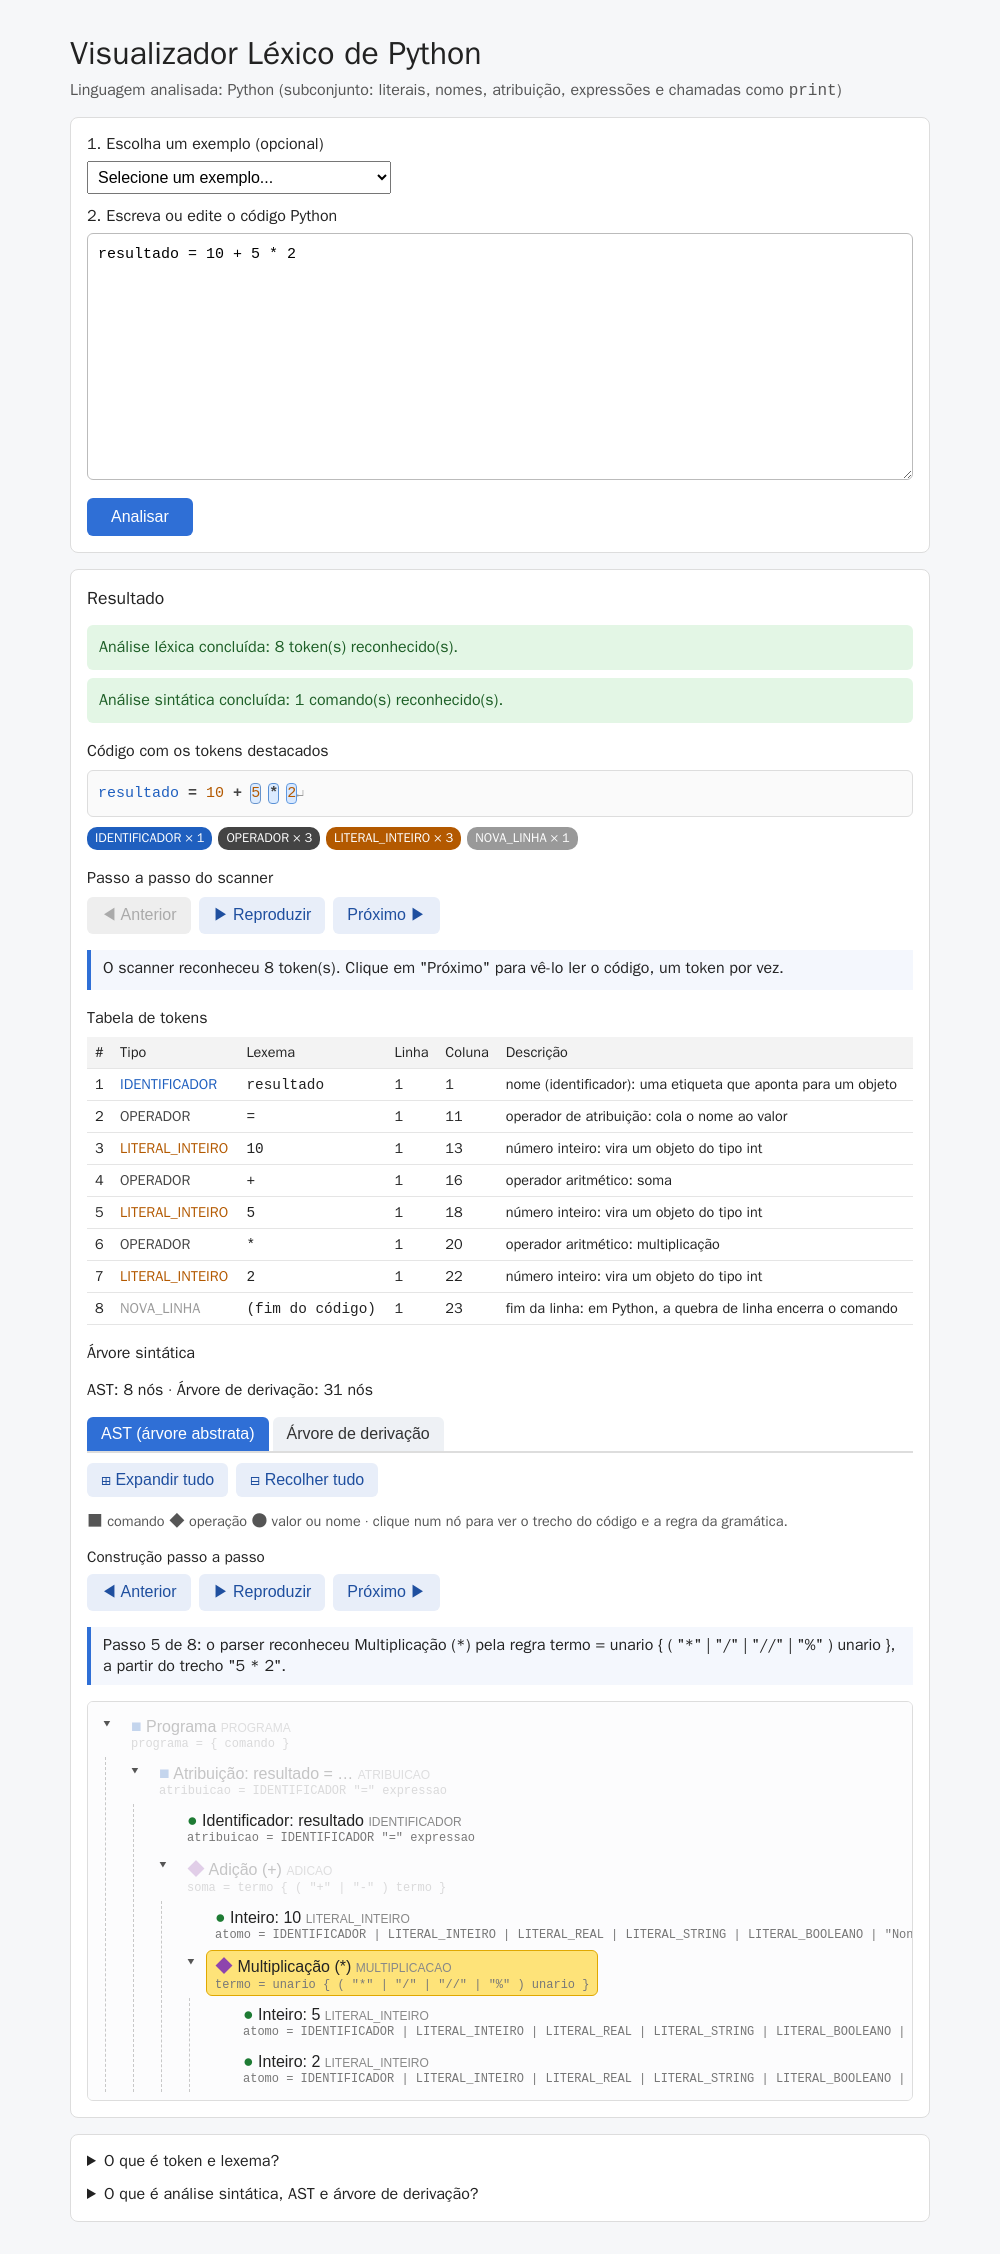 Visualizador Léxico de Python
Linguagem analisada: Python (subconjunto: literais, nomes, atribuição, expressões e chamadas como print)
1. Escolha um exemplo (opcional)
Selecione um exemplo...
2. Escreva ou edite o código Python
resultado = 10 + 5 * 2
Analisar
Resultado
Análise léxica concluída: 8 token(s) reconhecido(s).
Análise sintática concluída: 1 comando(s) reconhecido(s).
Código com os tokens destacados
resultado = 10 + 5 * 2↵
IDENTIFICADOR × 1 OPERADOR × 3 LITERAL_INTEIRO × 3 NOVA_LINHA × 1
Passo a passo do scanner
◀ Anterior ▶ Reproduzir Próximo ▶
O scanner reconheceu 8 token(s). Clique em "Próximo" para vê-lo ler o código, um token por vez.
Tabela de tokens
# Tipo Lexema Linha Coluna Descrição
1 IDENTIFICADOR resultado 1 1 nome (identificador): uma etiqueta que aponta para um objeto
2 OPERADOR = 1 11 operador de atribuição: cola o nome ao valor
3 LITERAL_INTEIRO 10 1 13 número inteiro: vira um objeto do tipo int
4 OPERADOR + 1 16 operador aritmético: soma
5 LITERAL_INTEIRO 5 1 18 número inteiro: vira um objeto do tipo int
6 OPERADOR * 1 20 operador aritmético: multiplicação
7 LITERAL_INTEIRO 2 1 22 número inteiro: vira um objeto do tipo int
8 NOVA_LINHA (fim do código) 1 23 fim da linha: em Python, a quebra de linha encerra o comando
Árvore sintática
AST: 8 nós · Árvore de derivação: 31 nós
AST (árvore abstrata) Árvore de derivação
⊞ Expandir tudo ⊟ Recolher tudo
■ comando ◆ operação ● valor ou nome · clique num nó para ver o trecho do código e a regra da gramática.
Construção passo a passo
◀ Anterior ▶ Reproduzir Próximo ▶
Passo 5 de 8: o parser reconheceu Multiplicação (*) pela regra termo = unario { ( "*" | "/" | "//" | "%" ) unario },
a partir do trecho "5 * 2".
▾ ■ Programa PROGRAMA
programa = { comando }
▾ ■ Atribuição: resultado = … ATRIBUICAO
atribuicao = IDENTIFICADOR "=" expressao
● Identificador: resultado IDENTIFICADOR
atribuicao = IDENTIFICADOR "=" expressao
▾ ◆ Adição (+) ADICAO
soma = termo { ( "+" | "-" ) termo }
● Inteiro: 10 LITERAL_INTEIRO
atomo = IDENTIFICADOR | LITERAL_INTEIRO | LITERAL_REAL | LITERAL_STRING | LITERAL_BOOLEANO | "Non
▾ ◆ Multiplicação (*) MULTIPLICACAO
termo = unario { ( "*" | "/" | "//" | "%" ) unario }
● Inteiro: 5 LITERAL_INTEIRO
atomo = IDENTIFICADOR | LITERAL_INTEIRO | LITERAL_REAL | LITERAL_STRING | LITERAL_BOOLEANO |
● Inteiro: 2 LITERAL_INTEIRO
atomo = IDENTIFICADOR | LITERAL_INTEIRO | LITERAL_REAL | LITERAL_STRING | LITERAL_BOOLEANO |
▶ O que é token e lexema?
▶ O que é análise sintática, AST e árvore de derivação?